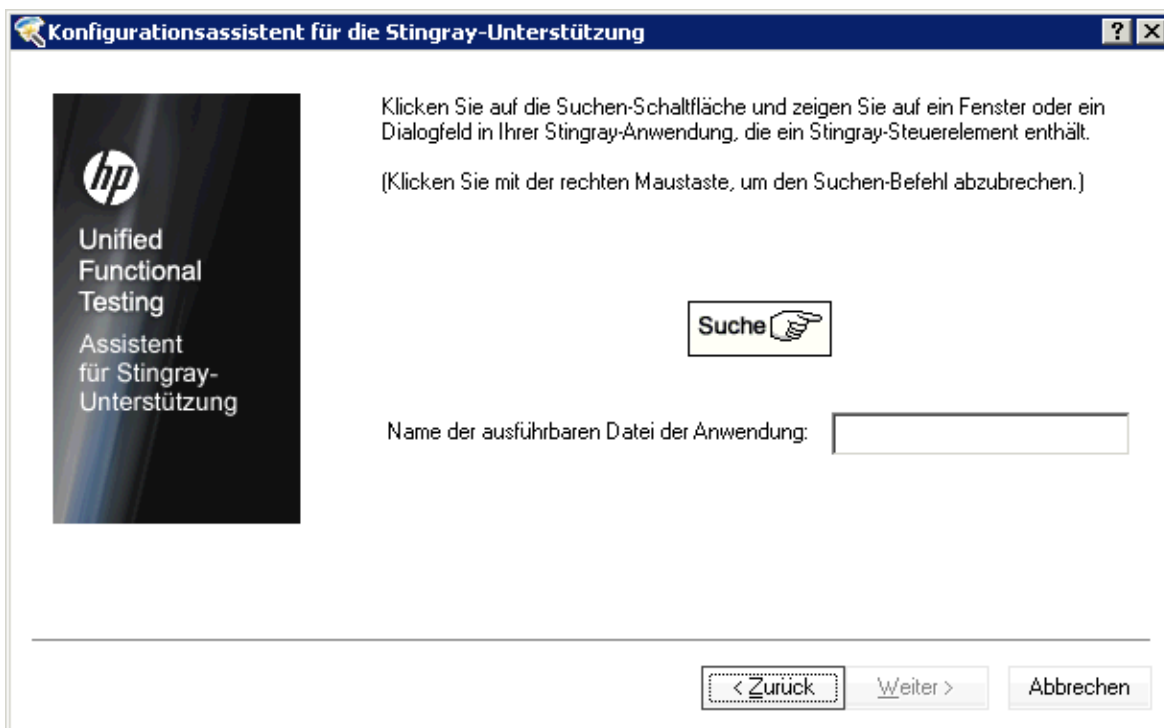 Konfigurationsassistent für die Stingray-Unterstützung
?
Klicken Sie auf die Suchen-Schaltfläche und zeigen Sie auf ein Fenster oder ein
Dialogfeld in Ihrer Stingray-Anwendung, die ein Stingray-Steuerelement enthält.
(Klicken Sie mit der rechten Maustaste, um den Suchen-Befehl abzubrechen.)
hp
Unified
Functional
Testing
Assistent
für Stingray-
Unterstützung
Suche
Name der ausführbaren Datei der Anwendung:
< Zurück
Weiter >
Abbrechen